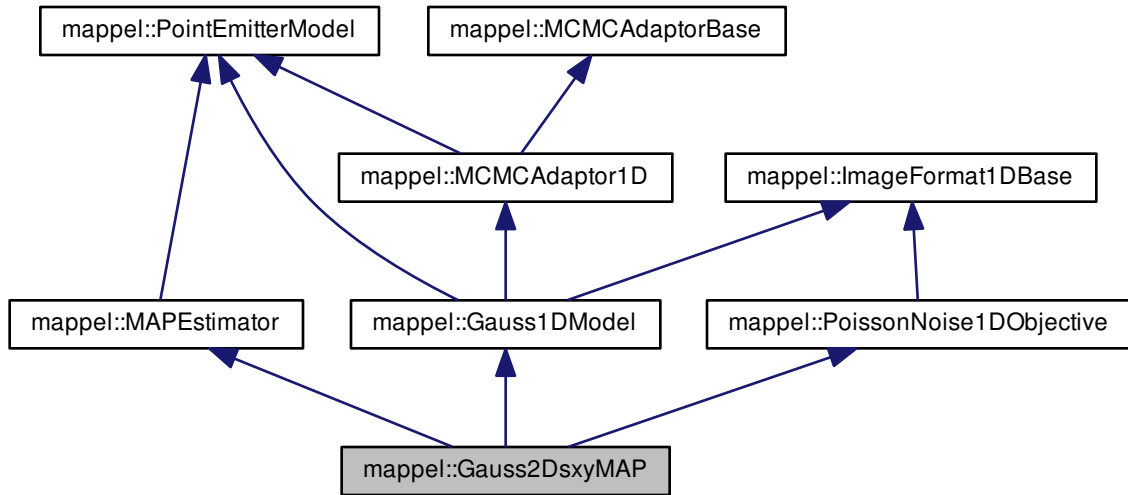 mappel::PointEmitterModel
mappel::MCMCAdaptorBase
mappel::MCMCAdaptor1D
mappel::ImageFormat1DBase
mappel::MAPEstimator
mappel::Gauss1DModel
mappel::PoissonNoise1DObjective
mappel::Gauss2DsxyMAP